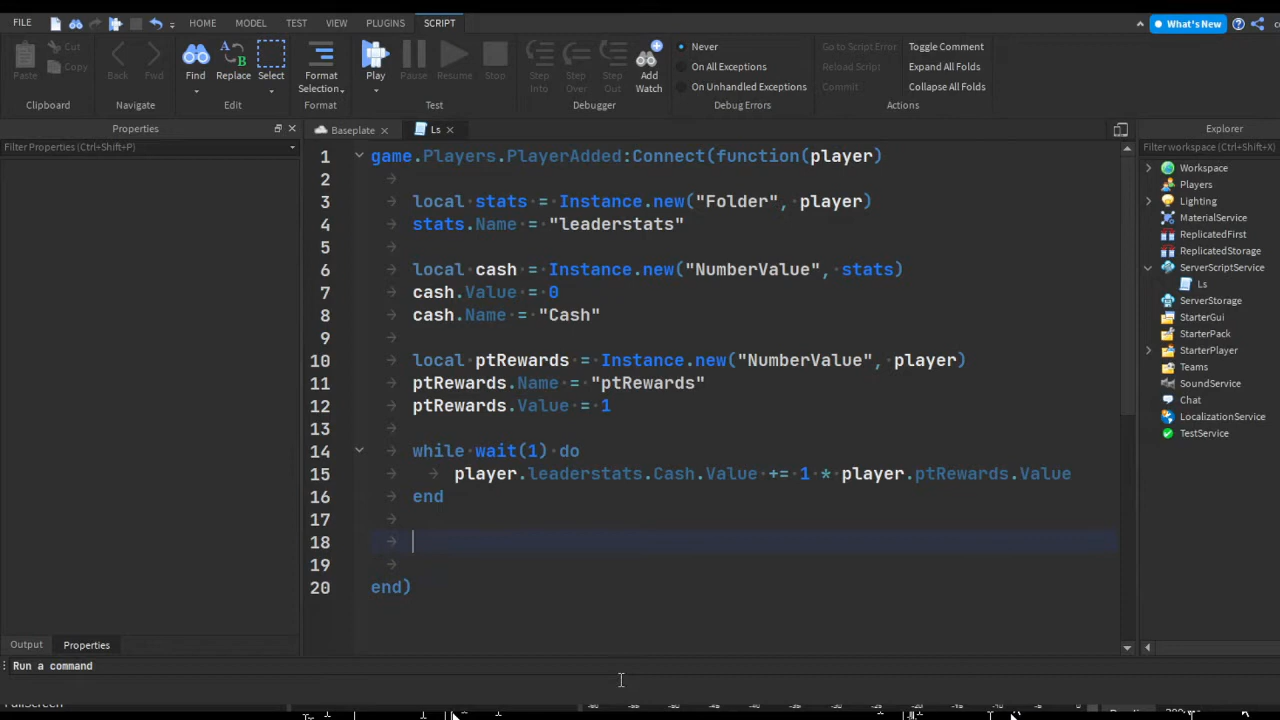 FILE HOME MODEL TEST VIEW PLUGINS SCRIPT What's New
Cut
Copy
Paste
Clipboard
Back Fwd
Navigate
Find Replace Select
Edit
Format
Selection
Format
Play Pause Resume Stop
Test
Step
Into
Step
Over
Step
Out
Add
Watch
Debugger
Never
On All Exceptions
On Unhandled Exceptions
Debug Errors
Go to Script Error
Reload Script
Commit
Toggle Comment
Expand All Folds
Collapse All Folds
Actions
Properties
Filter Properties (Ctrl+Shift+P)
Baseplate
Ls
1 game.Players.PlayerAdded:Connect(function(player)
2
3 local stats = Instance.new("Folder", player)
4 stats.Name = "leaderstats"
5
6 local cash = Instance.new("NumberValue", stats)
7 cash.Value = 0
8 cash.Name = "Cash"
9
10 local ptRewards = Instance.new("NumberValue", player)
11 ptRewards.Name = "ptRewards"
12 ptRewards.Value = 1
13
14 while wait(1) do
15 player.leaderstats.Cash.Value += 1 * player.ptRewards.Value
16 end
17
18
19
20 end)
Explorer
Filter workspace (Ctrl+Shift+X)
Workspace
Players
Lighting
MaterialService
ReplicatedFirst
ReplicatedStorage
ServerScriptService
Ls
ServerStorage
StarterGui
StarterPack
StarterPlayer
Teams
SoundService
Chat
LocalizationService
TestService
Output Properties
Run a command